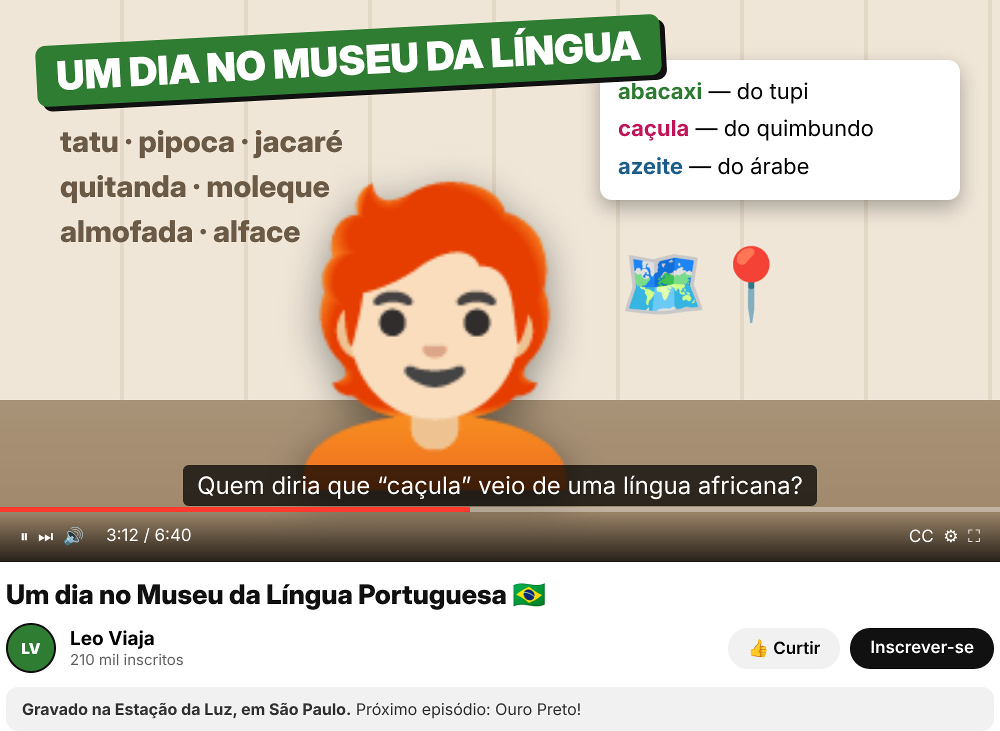 UM DIA NO MUSEU DA LÍNGUA
abacaxi — do tupi
caçula — do quimbundo
azeite — do árabe
tatu · pipoca · jacaré
quitanda · moleque
almofada · alface
Quem diria que “caçula” veio de uma língua africana?
3:12 / 6:40
CC
Um dia no Museu da Língua Portuguesa
LV
Leo Viaja
210 mil inscritos
Curtir
Inscrever-se
Gravado na Estação da Luz, em São Paulo. Próximo episódio: Ouro Preto!